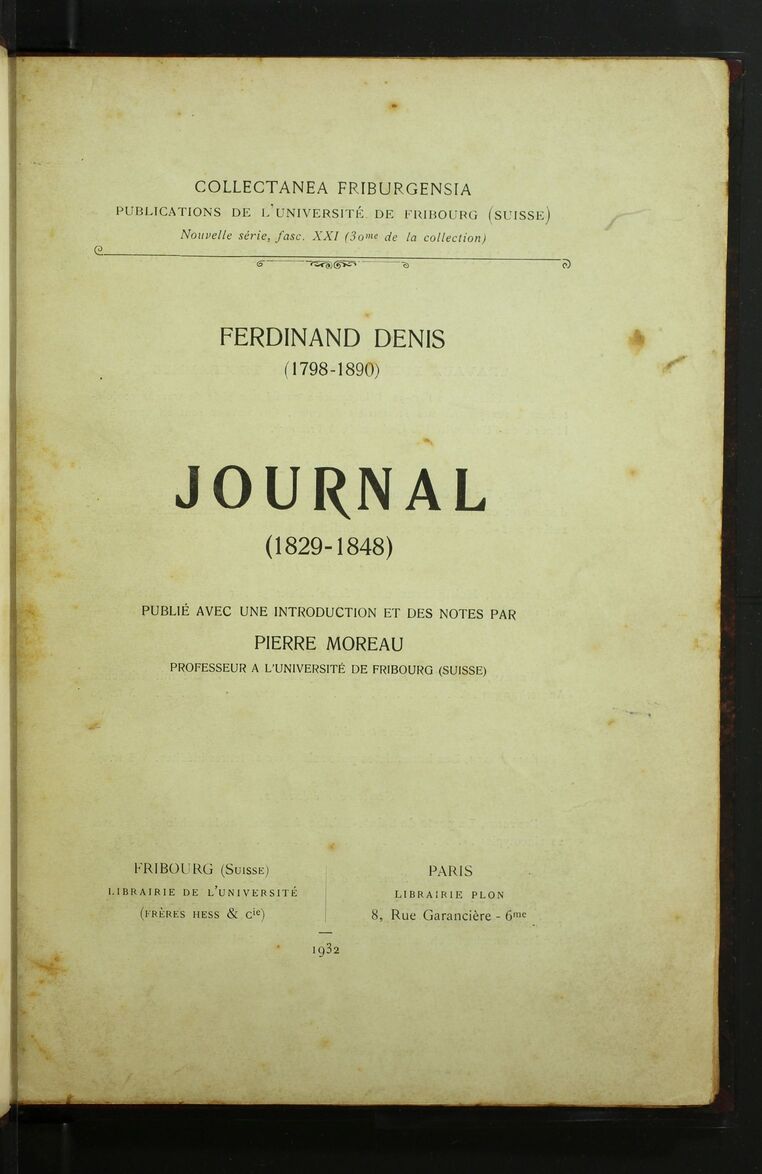 COLLECTANEA FRIBURGENSIA
PUBLICATIONS DE L'UNIVERSITÉ DE FRIBOURG (SUISSE)
Nouvelle série, fasc. XXI (30me de la collection)
FERDINAND DENIS
(1798-1890)
JOURNAL
(1829-1848)
PUBLIÉ AVEC UNE INTRODUCTION ET DES NOTES PAR
PIERRE MOREAU
PROFESSEUR A L'UNIVERSITÉ DE FRIBOURG (SUISSE)
FRIBOURG (SUISSE)
LIBRAIRIE DE L'UNIVERSITÉ
(FRÈRES HESS & Cie)
PARIS
LIBRAIRIE PLON
8, Rue Garancière - 6me
1932